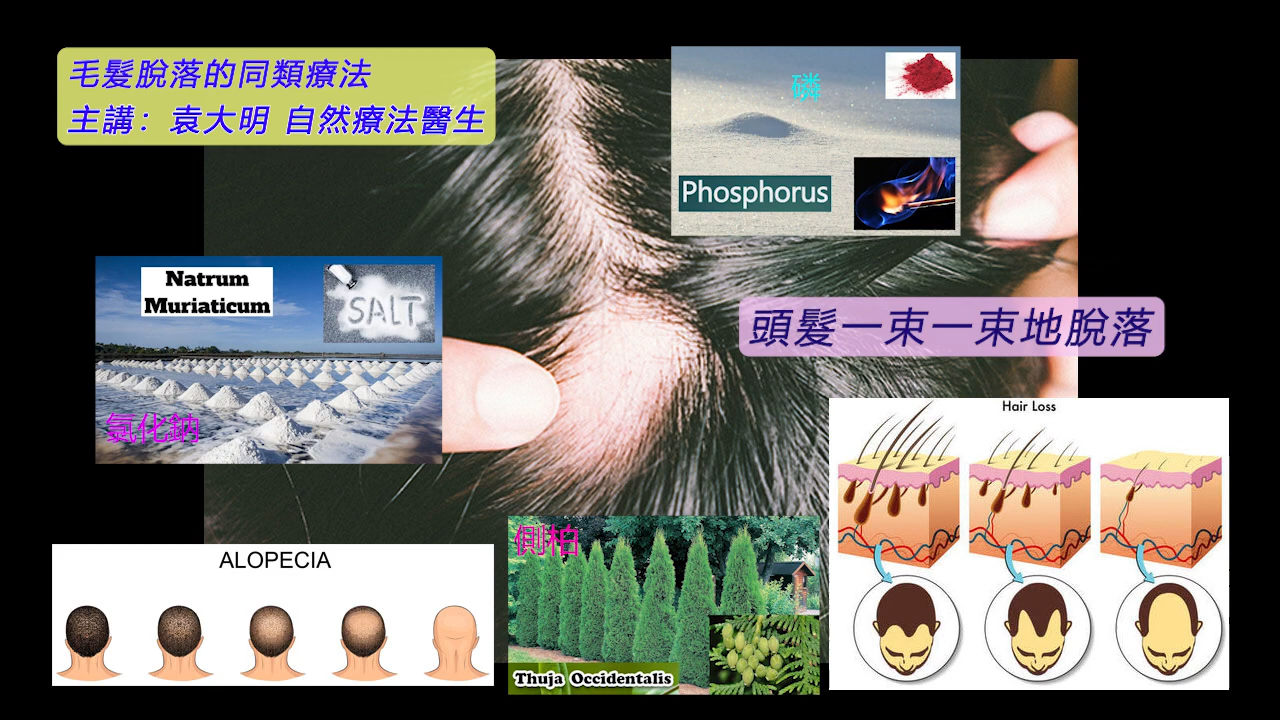 毛髮脫落的同類療法
主講：袁大明 自然療法醫生
磷
Phosphorus
Natrum
Muriaticum
SALT
氯化鈉
頭髮一束一束地脫落
Hair Loss
ALOPECIA
側柏
Thuja Occidentalis